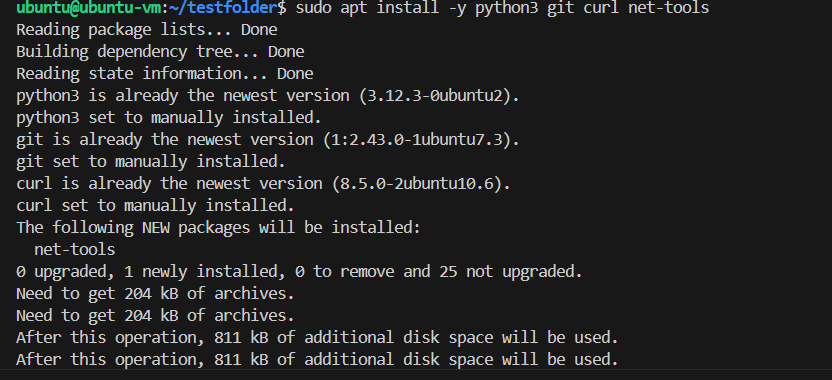 ubuntu@ubuntu-vm:~/testfolder$ sudo apt install -y python3 git curl net-tools
Reading package lists... Done
Building dependency tree... Done
Reading state information... Done
python3 is already the newest version (3.12.3-0ubuntu2).
python3 set to manually installed.
git is already the newest version (1:2.43.0-1ubuntu7.3).
git set to manually installed.
curl is already the newest version (8.5.0-2ubuntu10.6).
curl set to manually installed.
The following NEW packages will be installed:
  net-tools
0 upgraded, 1 newly installed, 0 to remove and 25 not upgraded.
Need to get 204 kB of archives.
Need to get 204 kB of archives.
After this operation, 811 kB of additional disk space will be used.
After this operation, 811 kB of additional disk space will be used.